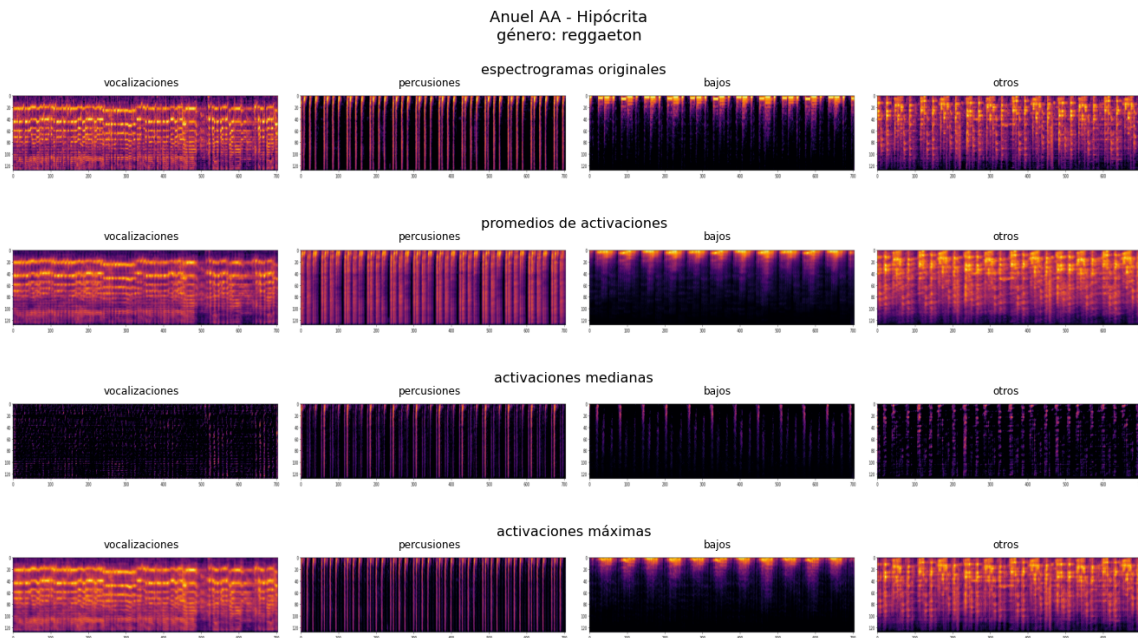 Anuel AA - Hipócrita
género: reggaeton
espectrogramas originales
vocalizaciones percusiones bajos otros
promedios de activaciones
vocalizaciones percusiones bajos otros
activaciones medianas
vocalizaciones percusiones bajos otros
activaciones máximas
vocalizaciones percusiones bajos otros